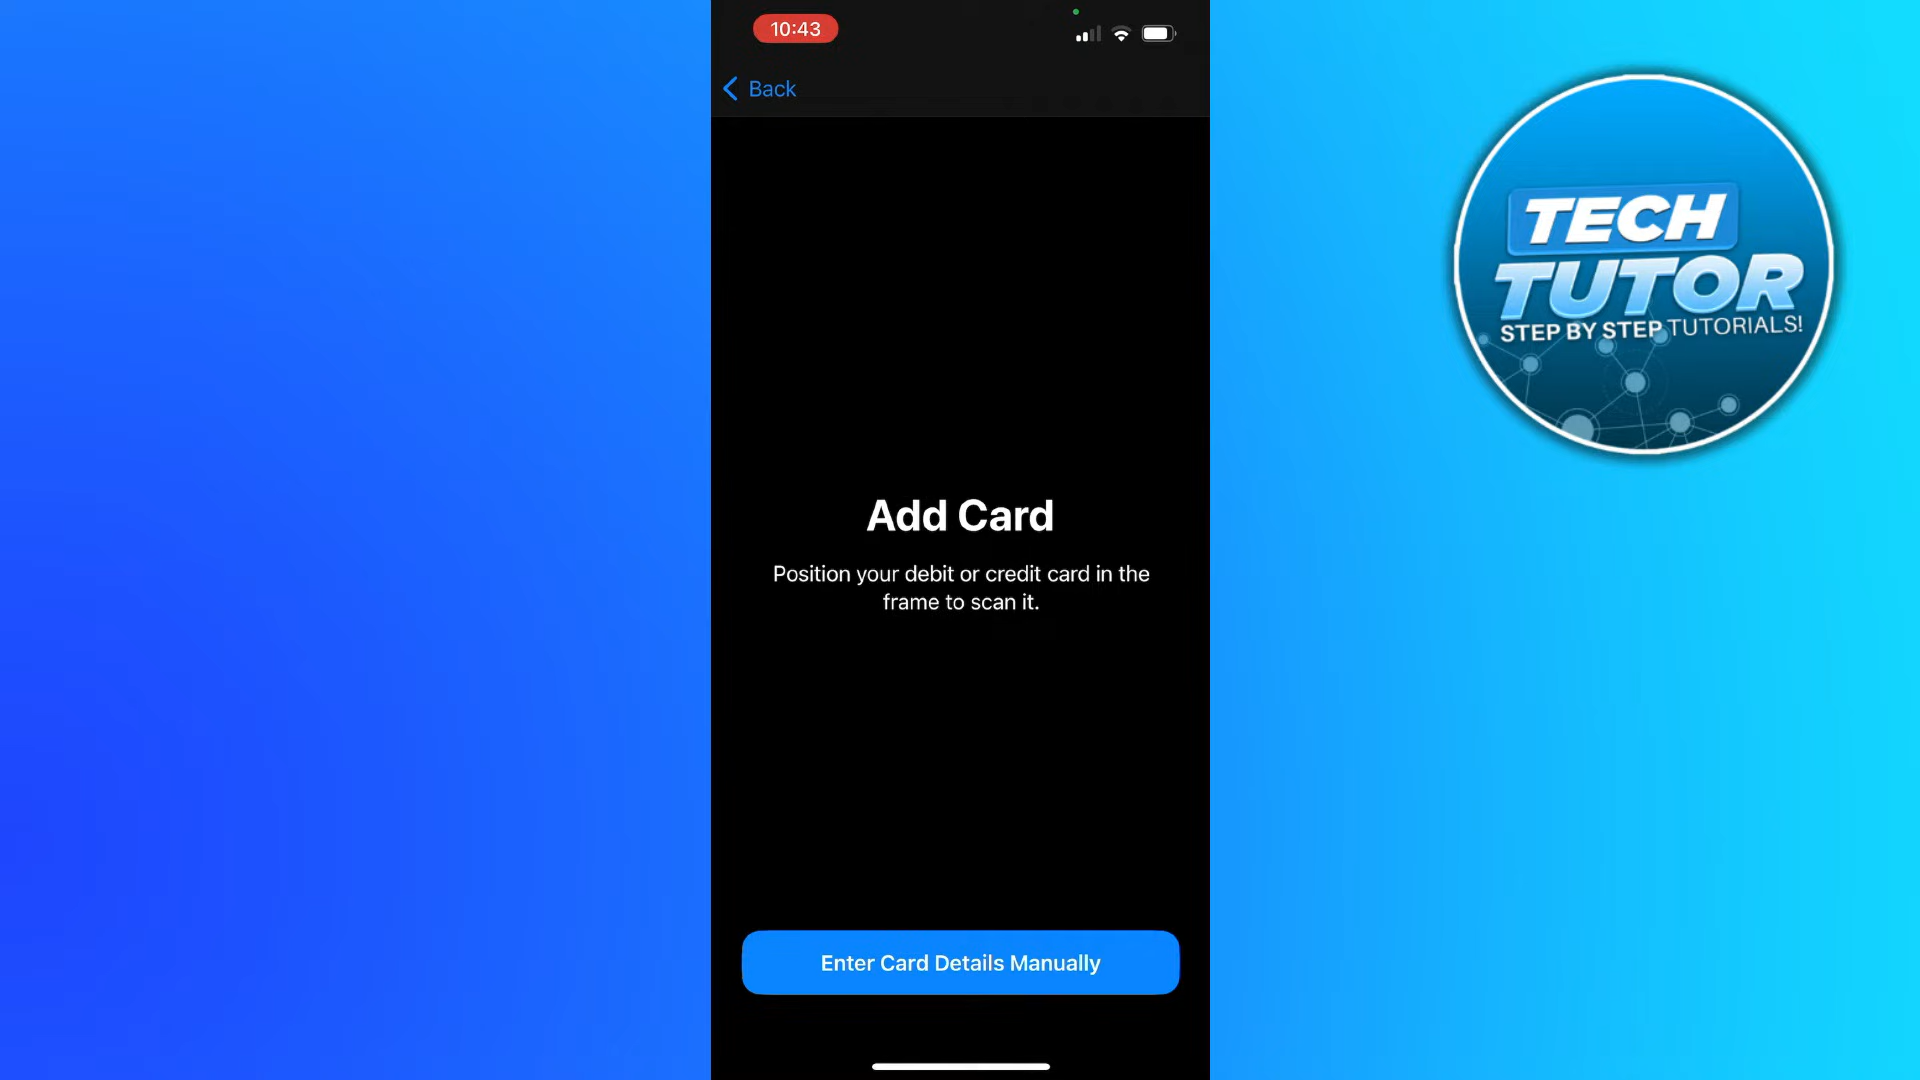 10:43
Back
Add Card
Position your debit or credit card in the
frame to scan it.
Enter Card Details Manually
TECH
TUTOR
STEP BY STEP TUTORIALS!